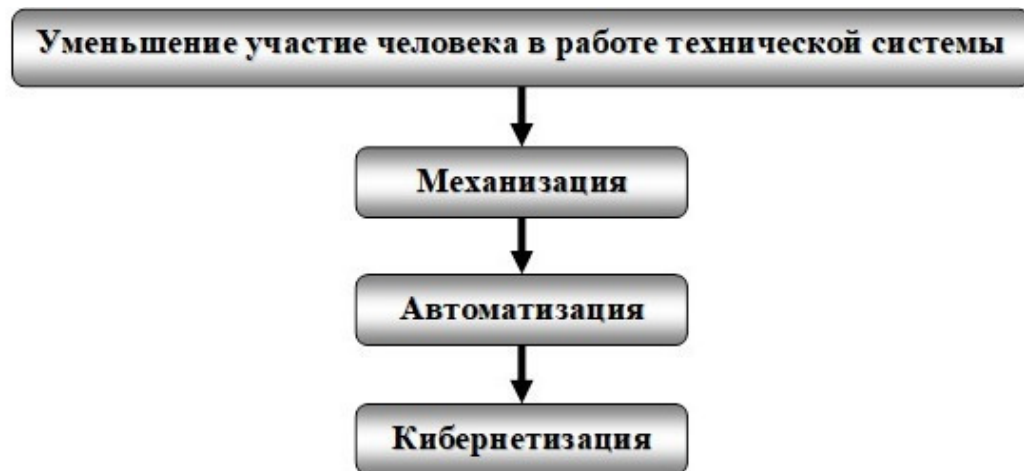 Уменьшение участие человека в работе технической системы
Механизация
Автоматизация
Кибернетизация